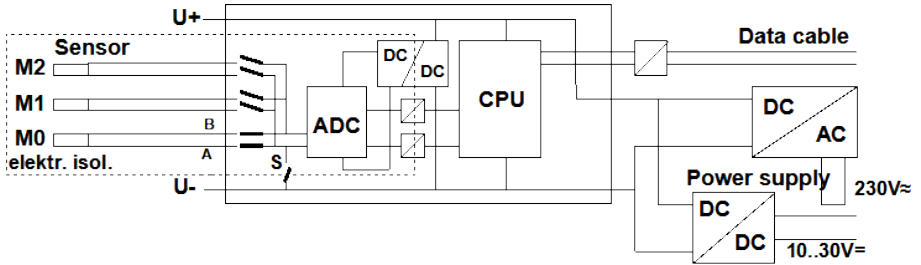 U+
Sensor
M2
M1
M0
B
A
elektr. isol.
S
U-
DC
DC
ADC
CPU
Data cable
DC
AC
Power supply
230V≈
DC
DC
10..30V=